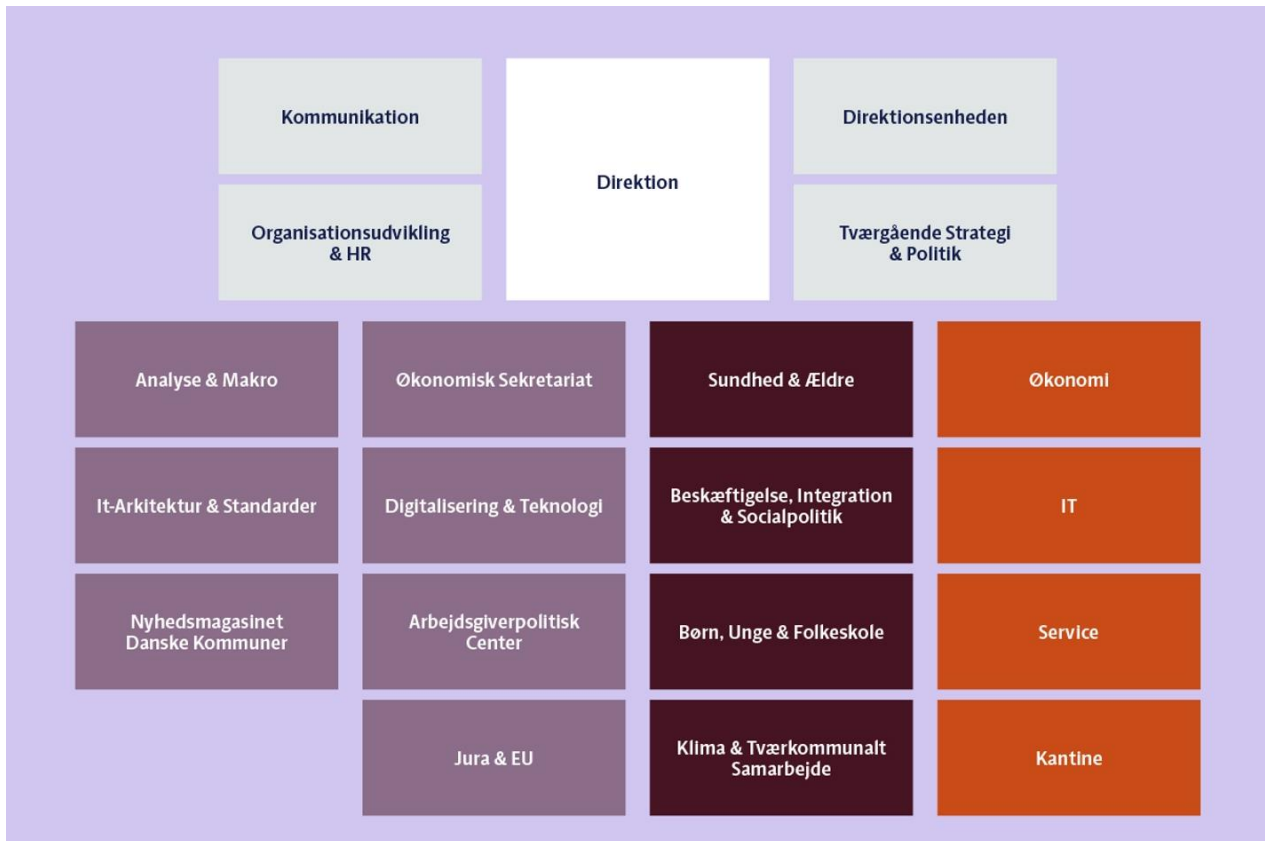 Kommunikation
Direktion
Direktionsenheden
Organisationsudvikling
& HR
Tværgående Strategi
& Politik
Analyse & Makro
Økonomisk Sekretariat
Sundhed & Ældre
Økonomi
It-Arkitektur & Standarder
Digitalisering & Teknologi
Beskæftigelse, Integration
& Socialpolitik
IT
Nyhedsmagasinet
Danske Kommuner
Arbejdsgiverpolitisk
Center
Børn, Unge & Folkeskole
Service
Jura & EU
Klima & Tværkommunalt
Samarbejde
Kantine